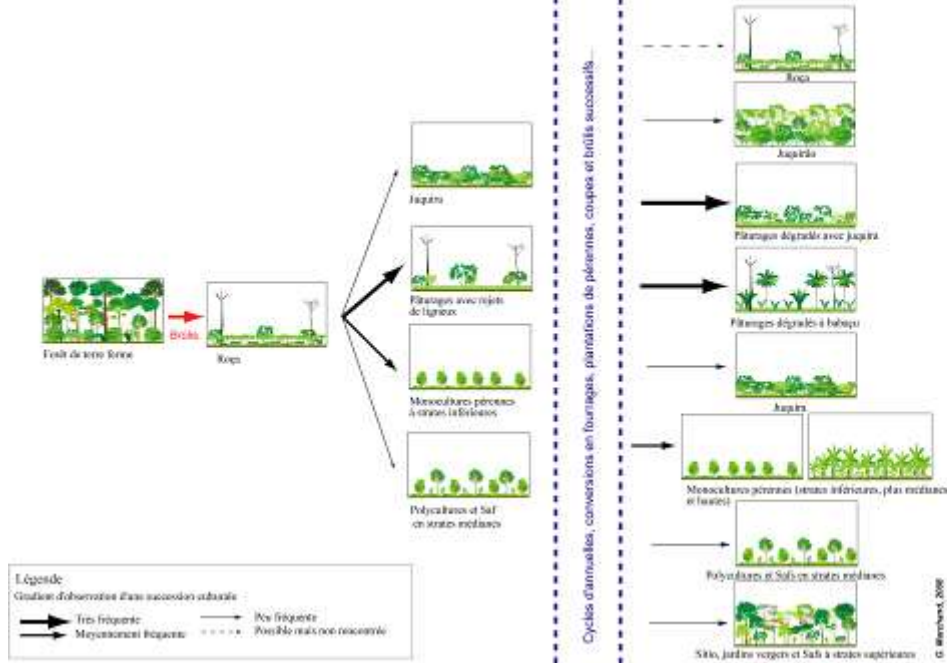 Forêt de terre ferme
Brûlis
Roça
Juquira
Pâturages avec rejets
de ligneux
Monocultures pérennes
à strates inférieures
Polycultures et Saf
en strates médianes
Cycles d'annuelles, conversions en fourrages, plantations de pérennes, coupes et brûlis successifs...
Roça
Juquirão
Pâturages dégradés avec juquira
Pâturages dégradés à babaçu
Juquira
Monocultures pérennes (strates inférieures, plus médianes
et hautes)
Polycultures et Safs en strates médianes
Sitio, jardins vergers et Safs à strates supérieures
Légende
Gradient d'observation d'une succession culturale
Très fréquente
Moyennement fréquente
Peu fréquente
Possible mais non rencontrée
G. Marchand,